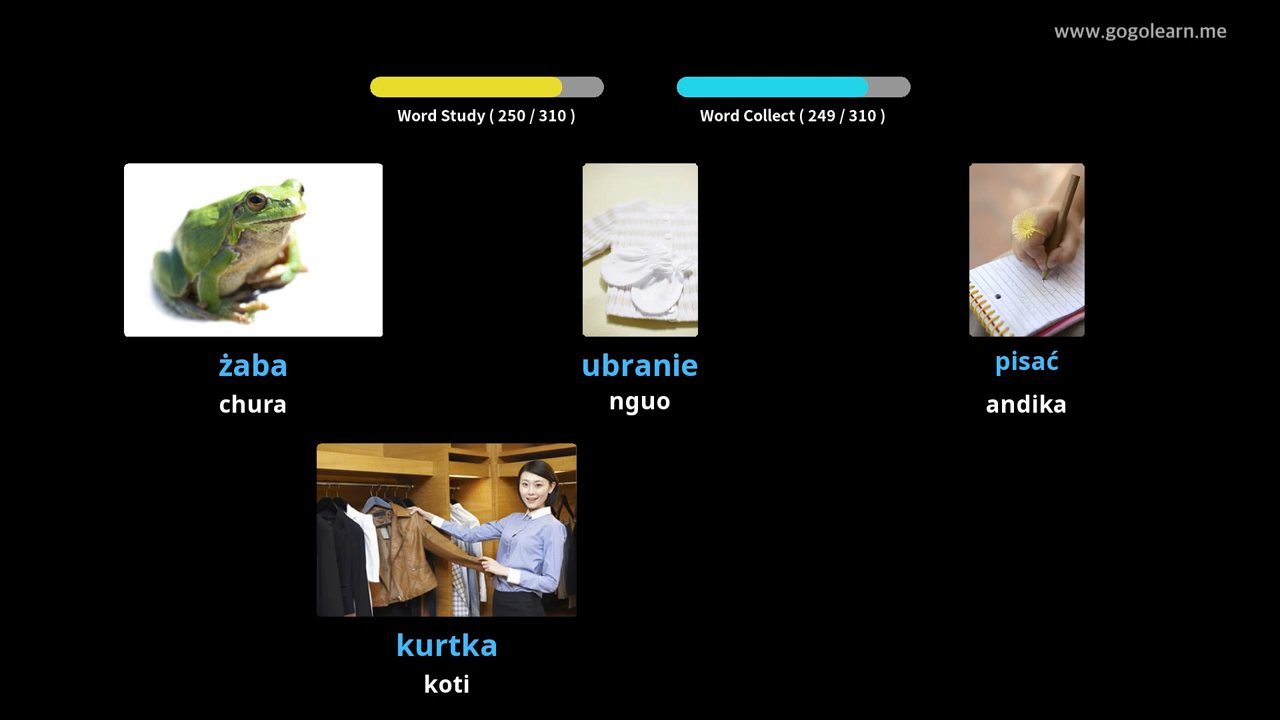 www.gogolearn.me
Word Study ( 250 / 310 )
Word Collect ( 249 / 310 )
żaba
chura
ubranie
nguo
pisać
andika
kurtka
koti